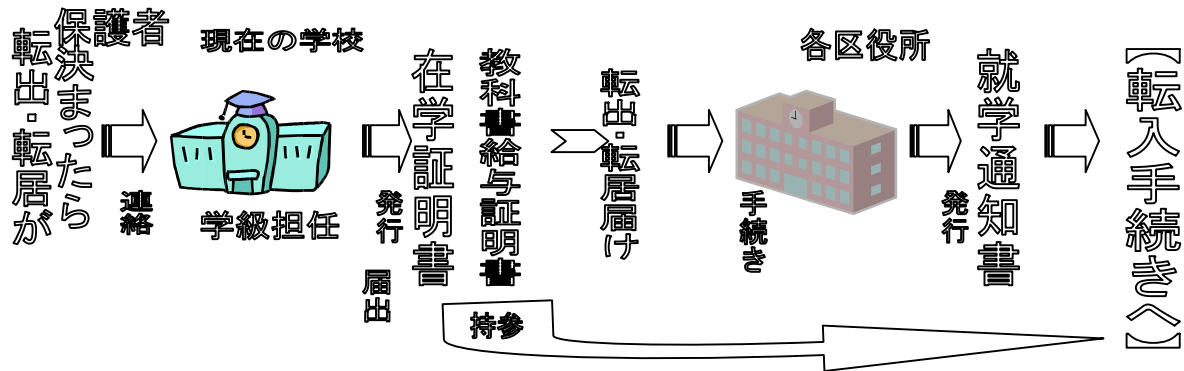 保護者
転出・転居が
決まったら
連絡
現在の学校
学級担任
発行
届出
在学証明書
教科書給与証明書
持参
転出・転居届け
各区役所
手続き
発行
就学通知書
【転入手続きへ】